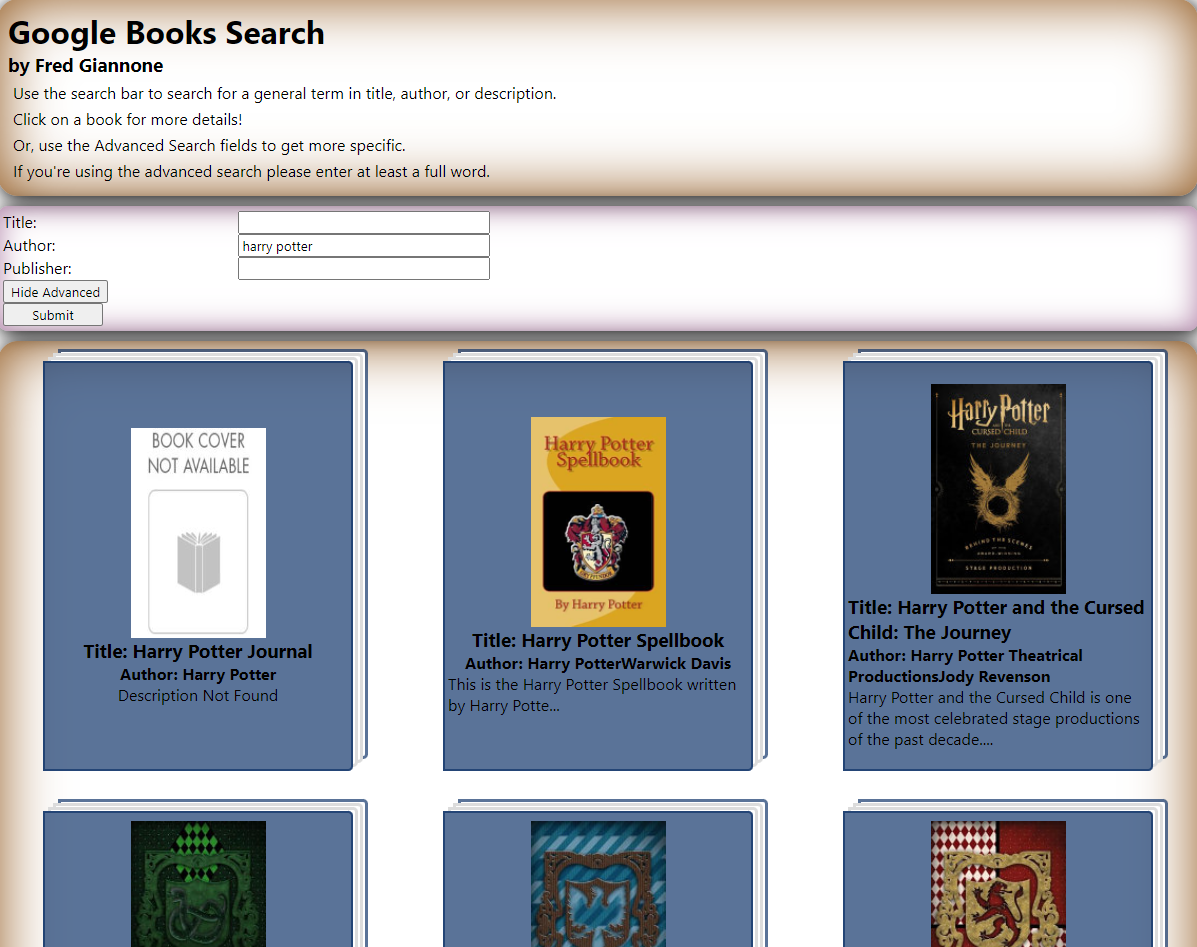 Google Books Search
by Fred Giannone
Use the search bar to search for a general term in title, author, or description.
Click on a book for more details!
Or, use the Advanced Search fields to get more specific.
If you're using the advanced search please enter at least a full word.
Title:
Author: harry potter
Publisher:
Hide Advanced
Submit
BOOK COVER
NOT AVAILABLE
Title: Harry Potter Journal
Author: Harry Potter
Description Not Found
Harry Potter
Spellbook
GRYFFINDOR
By Harry Potter
Title: Harry Potter Spellbook
Author: Harry PotterWarwick Davis
This is the Harry Potter Spellbook written
by Harry Potte...
Harry Potter
AND THE
CURSED CHILD
THE JOURNEY
BEHIND THE SCENES
OF THE
AWARD-WINNING
STAGE PRODUCTION
Title: Harry Potter and the Cursed
Child: The Journey
Author: Harry Potter Theatrical
ProductionsJody Revenson
Harry Potter and the Cursed Child is one
of the most celebrated stage productions
of the past decade....